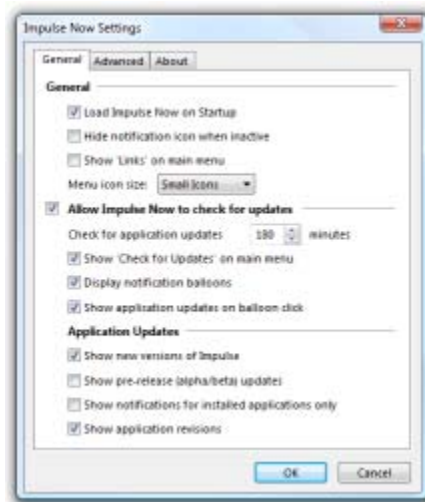 Impulse Now Settings
General Advanced About
General
Load Impulse Now on Startup
Hide notification icon when inactive
Show 'Links' on main menu
Menu icon size: Small Icons
Allow Impulse Now to check for updates
Check for application updates 180 minutes
Show 'Check for Updates' on main menu
Display notification balloons
Show application updates on balloon click
Application Updates
Show new versions of Impulse
Show pre-release (alpha/beta) updates
Show notifications for installed applications only
Show application revisions
OK Cancel